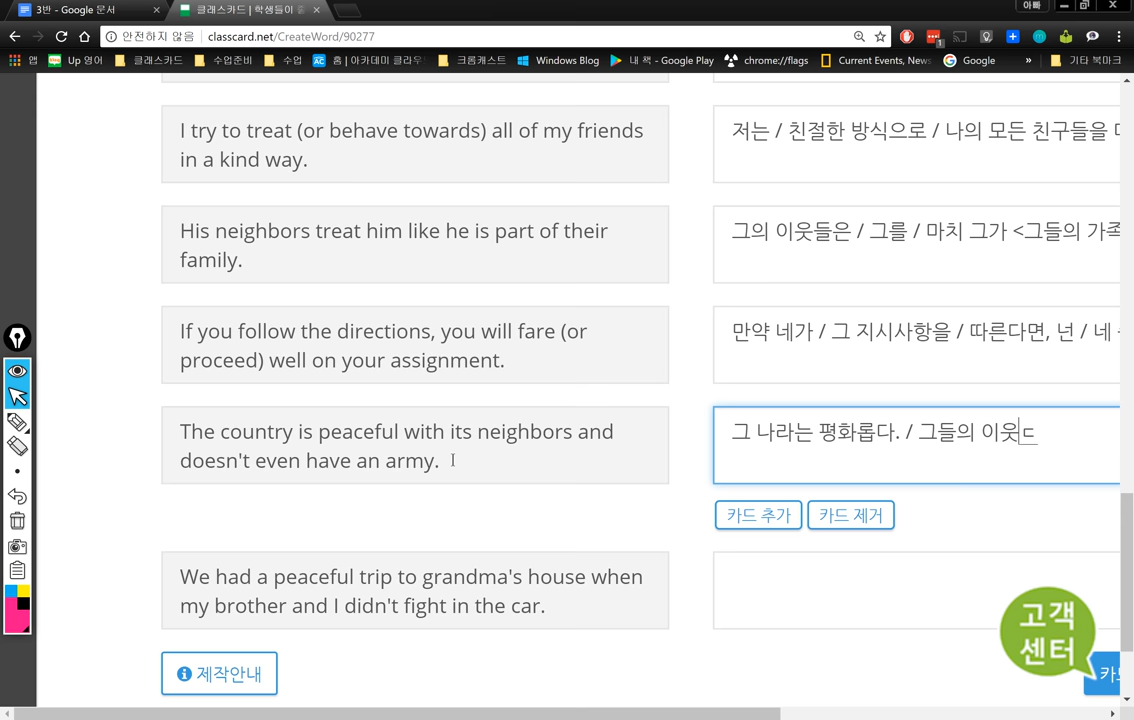 3반 - Google 문서
클래스카드 | 학생들이
아빠
안전하지 않음
classcard.net/CreateWord/90277
1
앱
Up 영어
클래스카드
수업준비
수업
AC
홈 | 아카데미 클라우
크롬캐스트
Windows Blog
내 책 - Google Play
chrome://flags
Current Events, News
Google
»
기타 북마크
I try to treat (or behave towards) all of my friends
in a kind way.
저는 / 친절한 방식으로 / 나의 모든 친구들을
His neighbors treat him like he is part of their
family.
그의 이웃들은 / 그를 / 마치 그가 <그들의 가족
If you follow the directions, you will fare (or
proceed) well on your assignment.
만약 네가 / 그 지시사항을 / 따른다면, 넌 / 네
The country is peaceful with its neighbors and
doesn't even have an army.
그 나라는 평화롭다. / 그들의 이웃ㄷ
카드 추가
카드 제거
We had a peaceful trip to grandma's house when
my brother and I didn't fight in the car.
고객
센터
제작안내